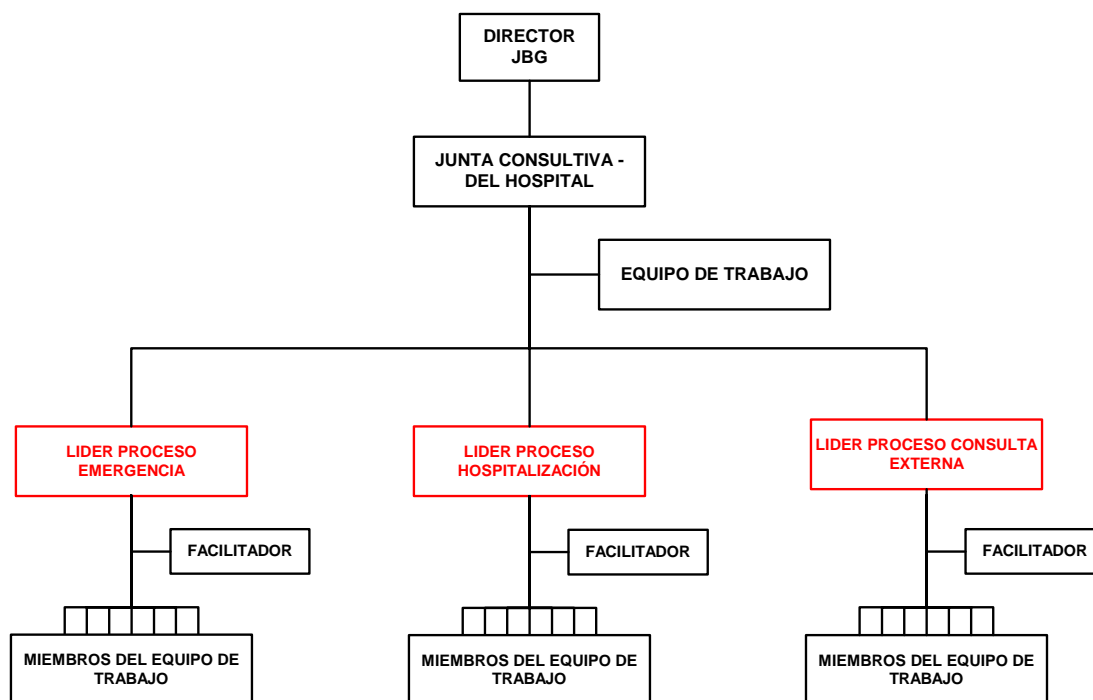 DIRECTOR
JBG
JUNTA CONSULTIVA -
DEL HOSPITAL
EQUIPO DE TRABAJO
LIDER PROCESO
EMERGENCIA
LIDER PROCESO
HOSPITALIZACIÓN
LIDER PROCESO CONSULTA
EXTERNA
FACILITADOR
FACILITADOR
FACILITADOR
MIEMBROS DEL EQUIPO DE
TRABAJO
MIEMBROS DEL EQUIPO DE
TRABAJO
MIEMBROS DEL EQUIPO DE
TRABAJO